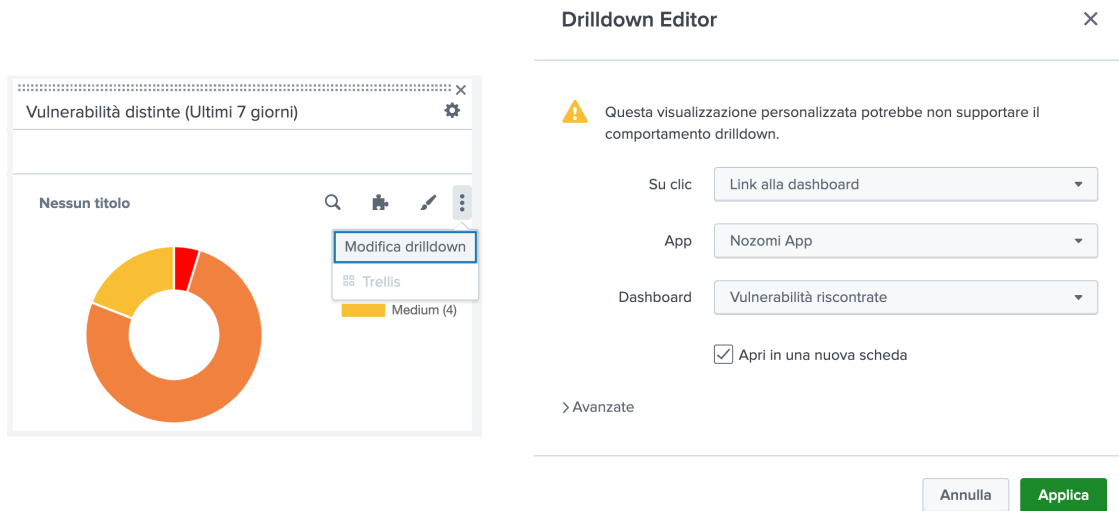 Drilldown Editor
Vulnerabilità distinte (Ultimi 7 giorni)
Nessun titolo
Modifica drilldown
Trellis
Medium (4)
Questa visualizzazione personalizzata potrebbe non supportare il
comportamento drilldown.
Su clic
Link alla dashboard
App
Nozomi App
Dashboard
Vulnerabilità riscontrate
Apri in una nuova scheda
Avanzate
Annulla
Applica